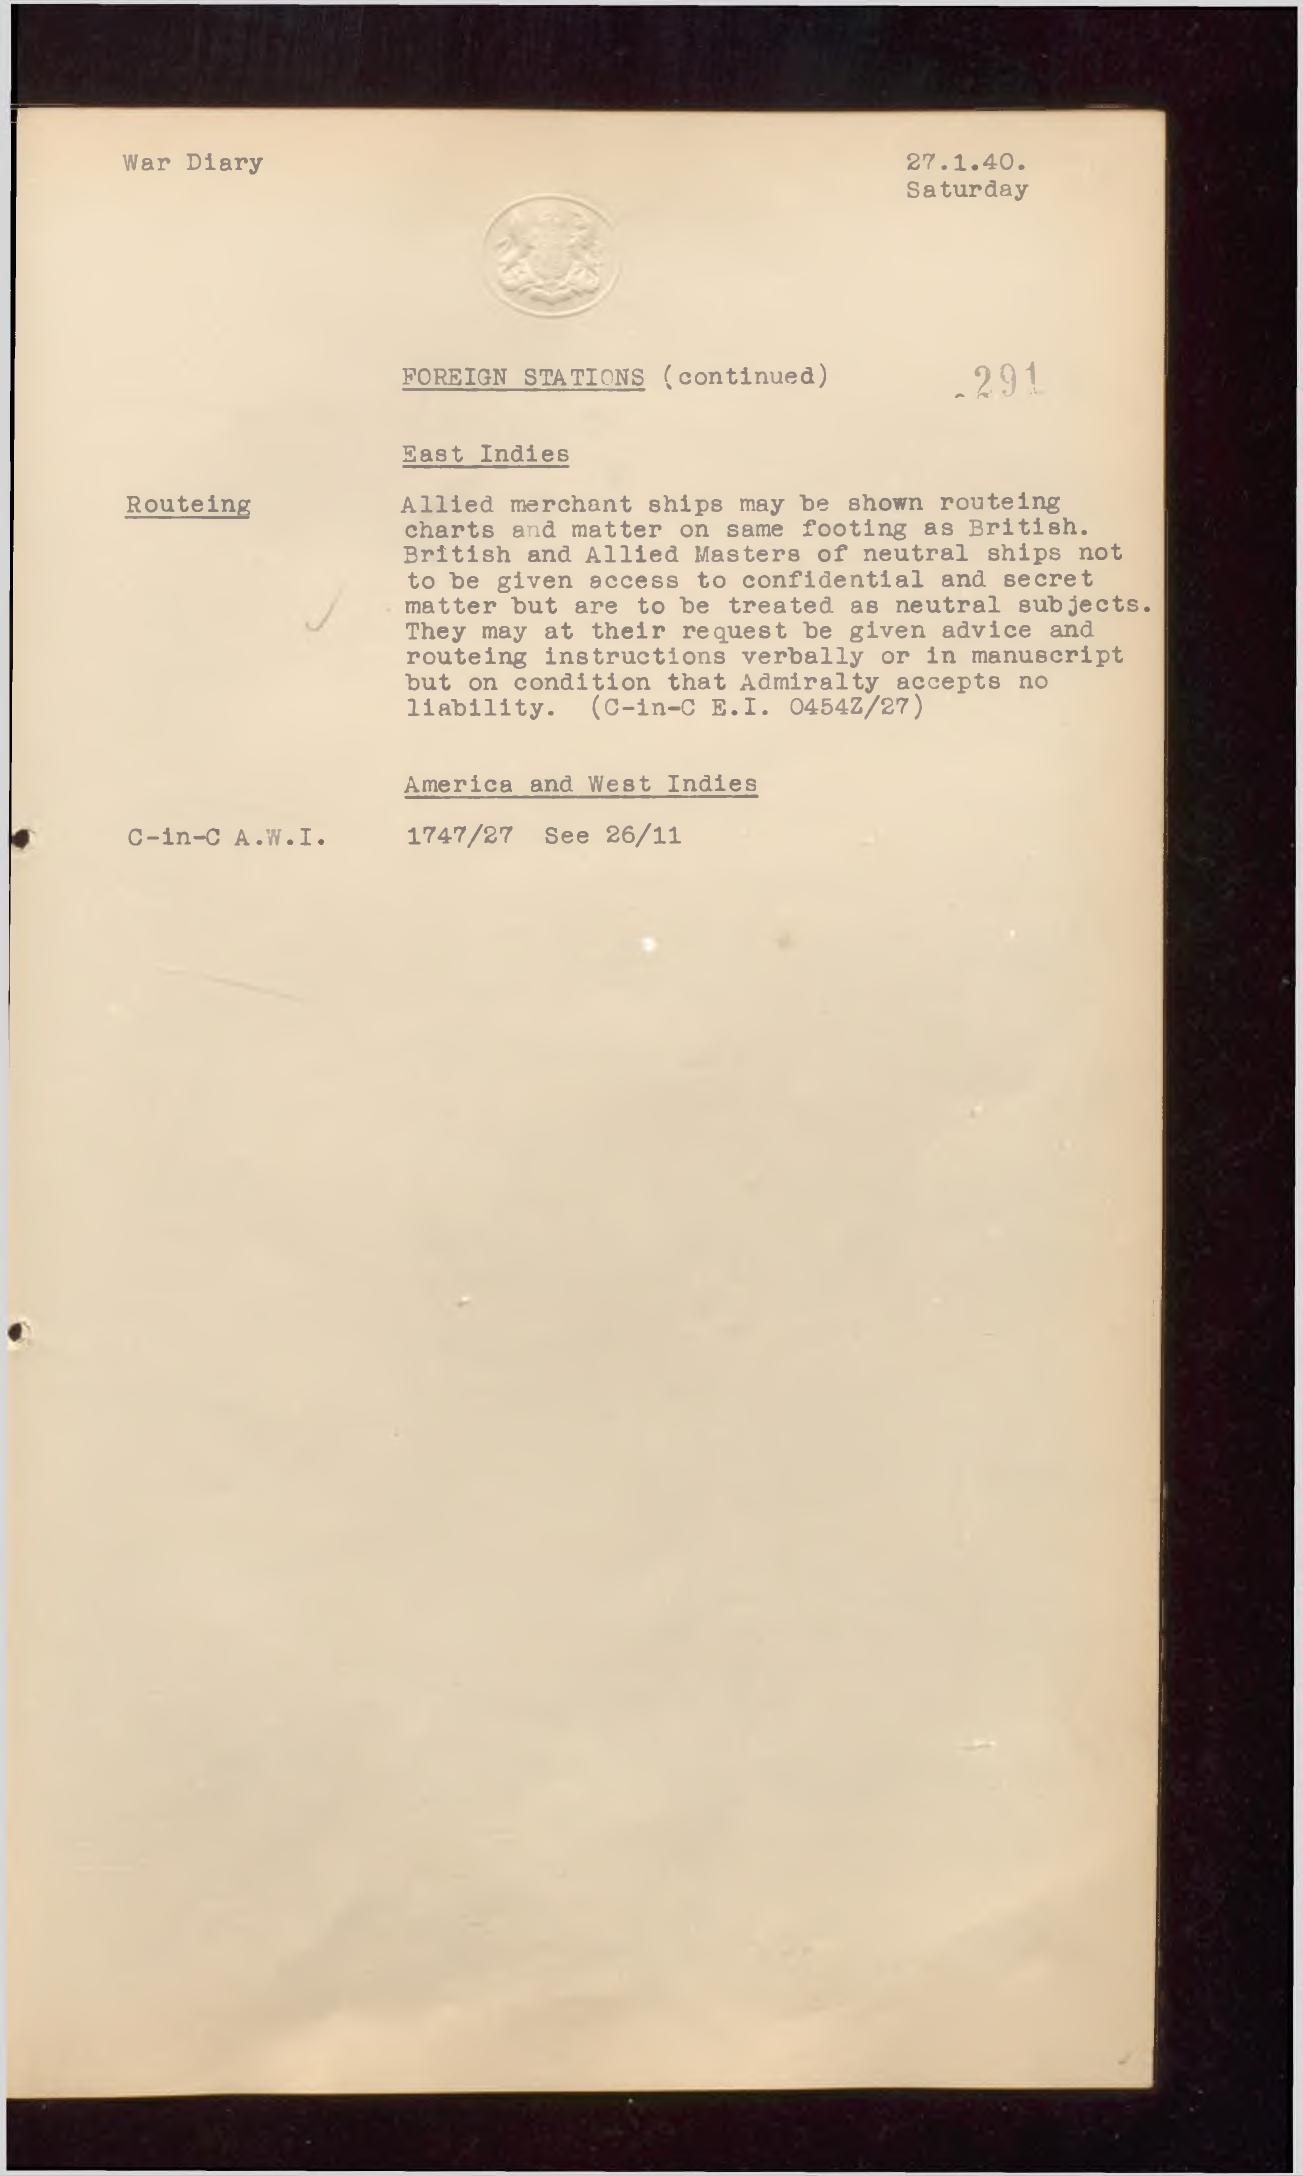 War Diary
27.1.40.
Saturday
FOREIGN STATIONS (continued)
291
East Indies
Routeing
Allied merchant ships may be shown routeing
charts and matter on same footing as British.
British and Allied Masters of neutral ships not
to be given access to confidential and secret
matter but are to be treated as neutral subjects.
They may at their request be given advice and
routeing instructions verbally or in manuscript
but on condition that Admiralty accepts no
liability. (C-in-C E.I. 0454Z/27)
America and West Indies
C-in-C A.W.I. 1747/27 See 26/11